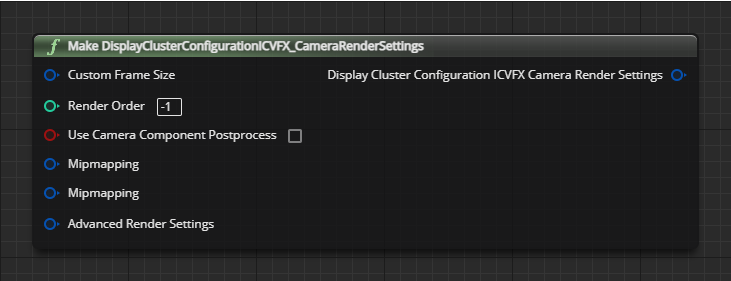 f Make DisplayClusterConfigurationICVFX_CameraRenderSettings
Custom Frame Size Display Cluster Configuration ICVFX Camera Render Settings
Render Order -1
Use Camera Component Postprocess
Mipmapping
Mipmapping
Advanced Render Settings